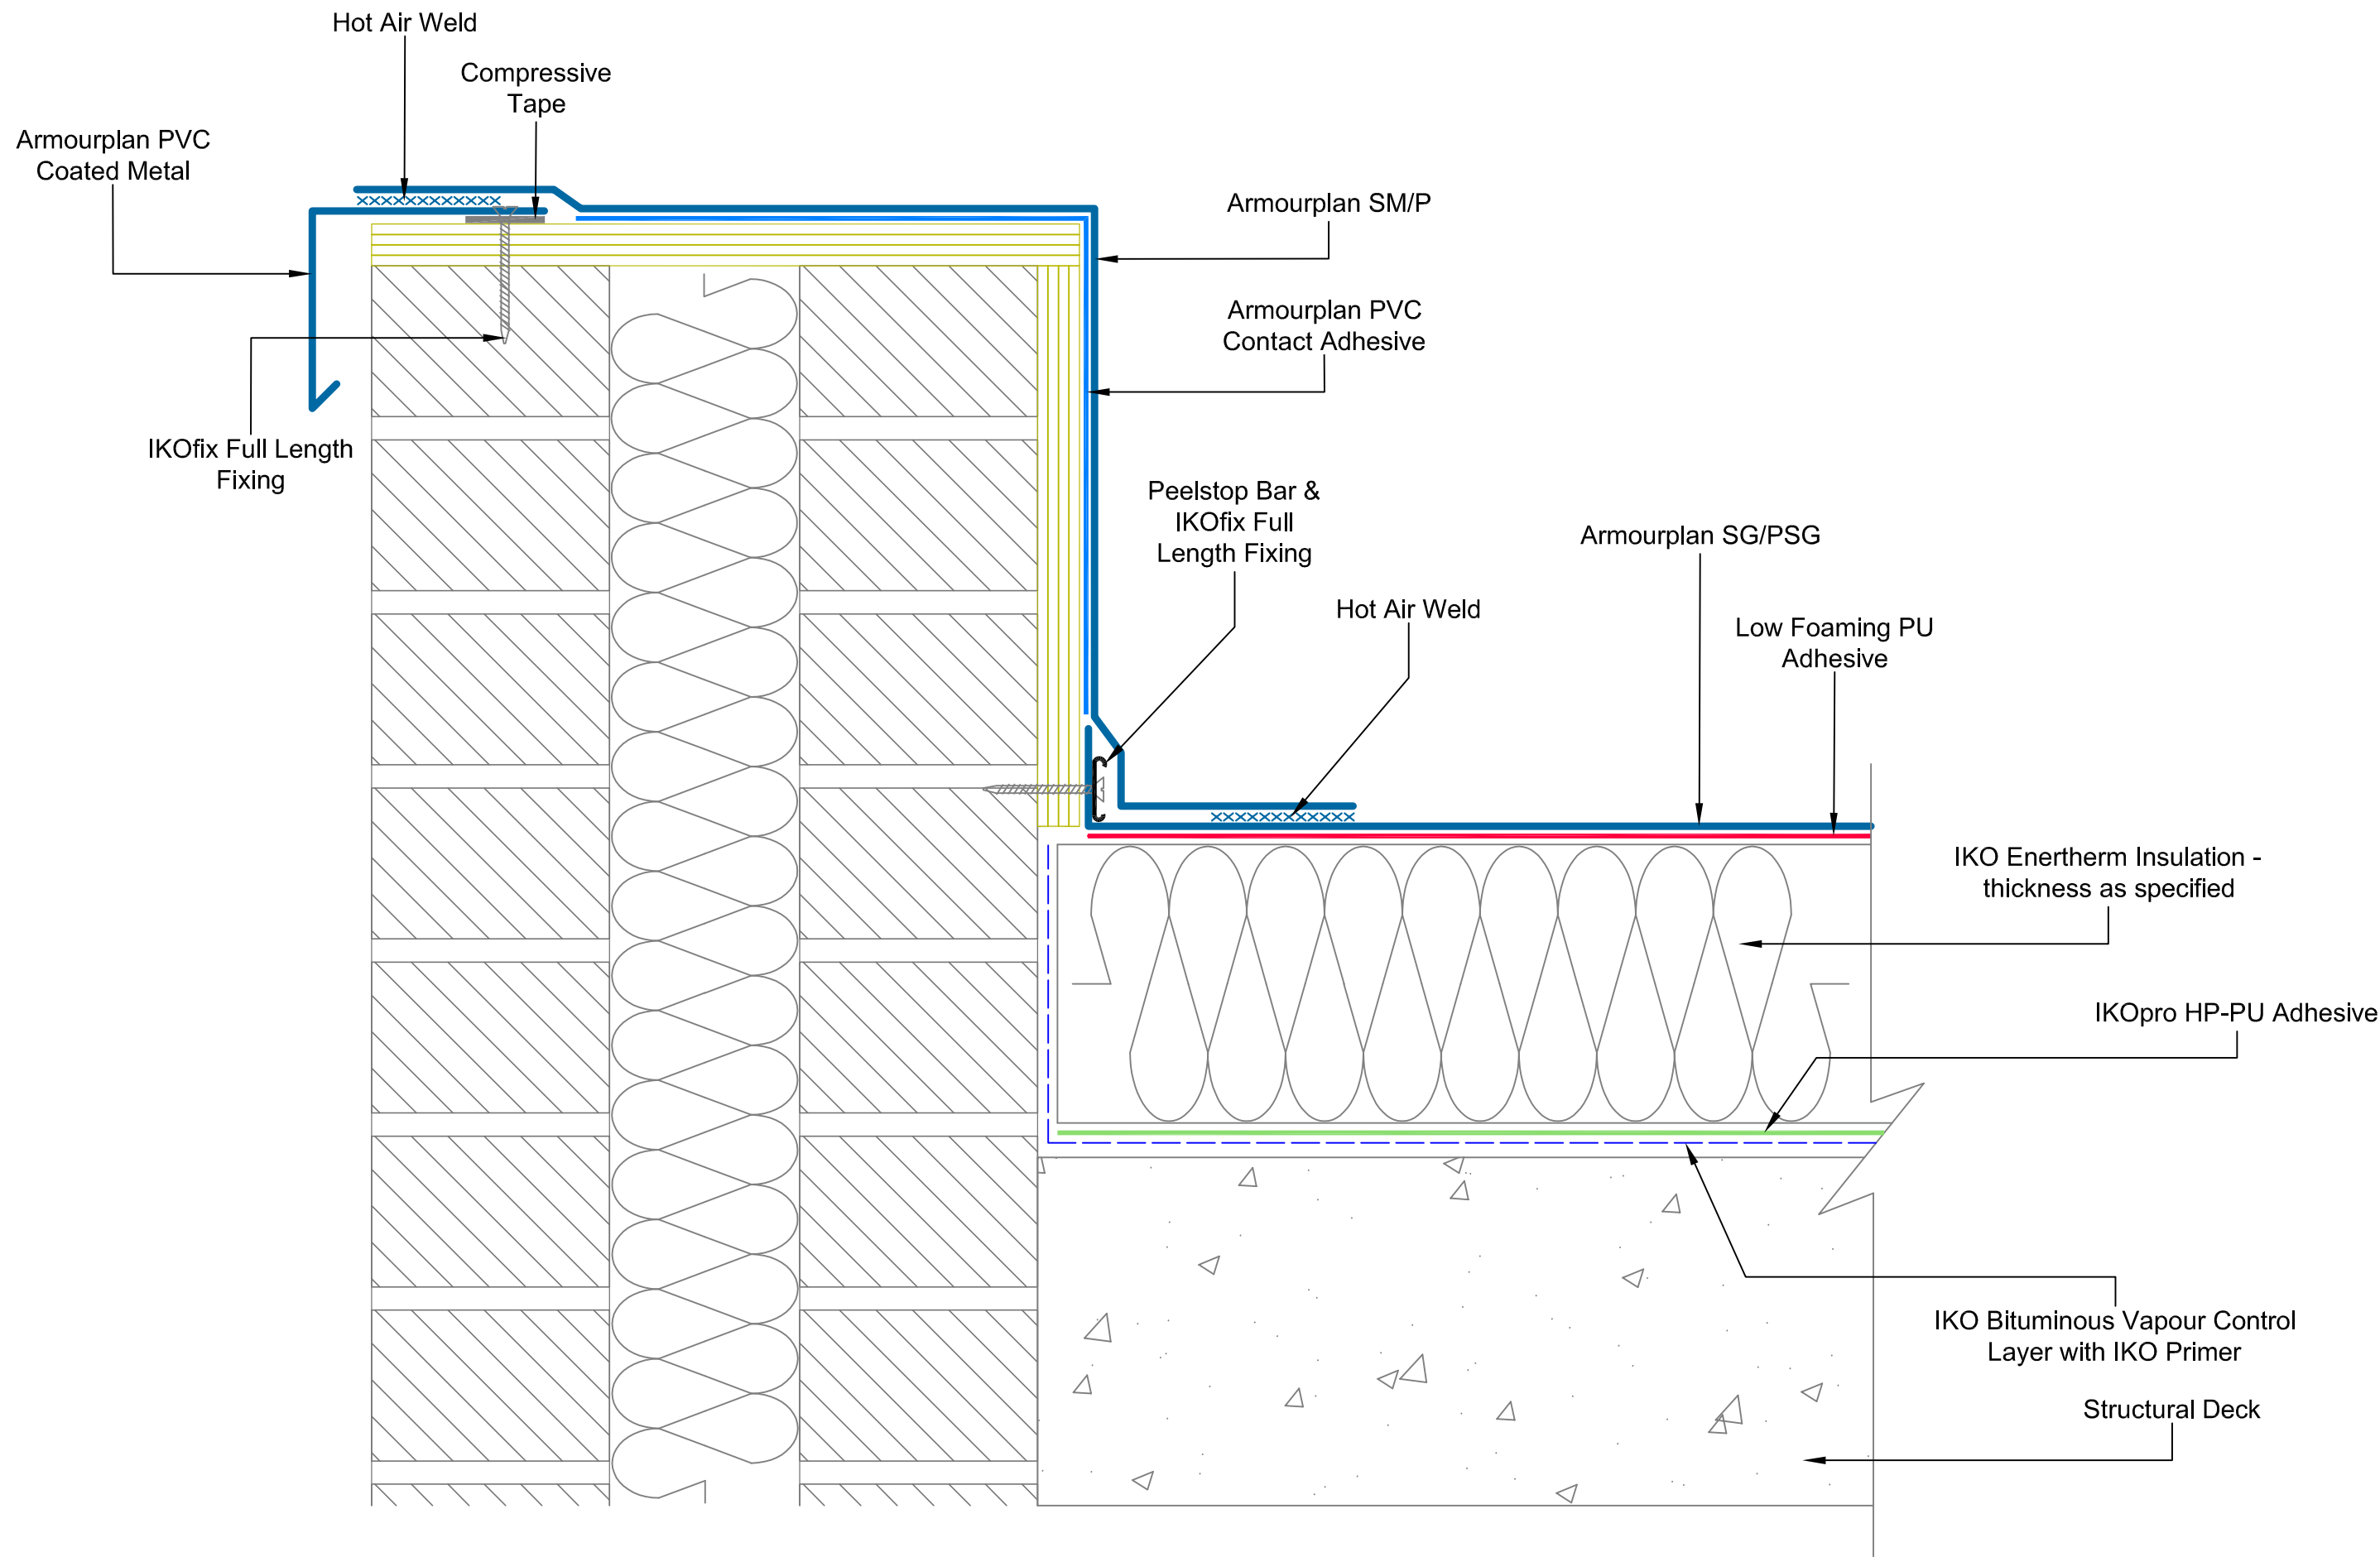 Hot Air Weld
Compressive
Tape
Armourplan PVC
Coated Metal
Armourplan SM/P
Armourplan PVC
Contact Adhesive
IKOfix Full Length
Fixing
Peelstop Bar &
IKOfix Full
Length Fixing
Armourplan SG/PSG
Hot Air Weld
Low Foaming PU
Adhesive
IKO Enertherm Insulation -
thickness as specified
IKOpro HP-PU Adhesive
IKO Bituminous Vapour Control
Layer with IKO Primer
Structural Deck